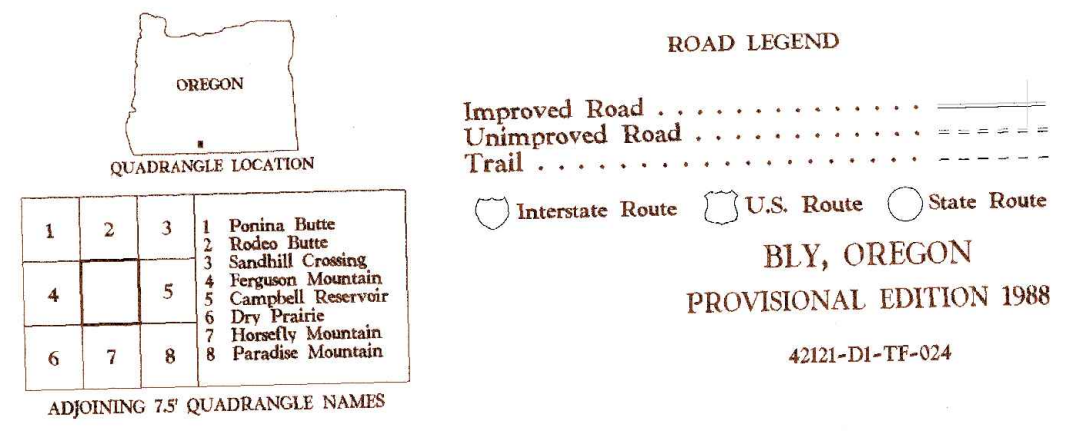 OREGON
QUADRANGLE LOCATION
1 2 3
4 5
6 7 8
1 Ponina Butte
2 Rodeo Butte
3 Sandhill Crossing
4 Ferguson Mountain
5 Campbell Reservoir
6 Dry Prairie
7 Horsefly Mountain
8 Paradise Mountain
ADJOINING 7.5' QUADRANGLE NAMES
ROAD LEGEND
Improved Road . . . . . . . . . . . . . .
Unimproved Road . . . . . . . . . . . .
Trail . . . . . . . . . . . . . . . . . . .
Interstate Route U.S. Route State Route
BLY, OREGON
PROVISIONAL EDITION 1988
42121-D1-TF-024